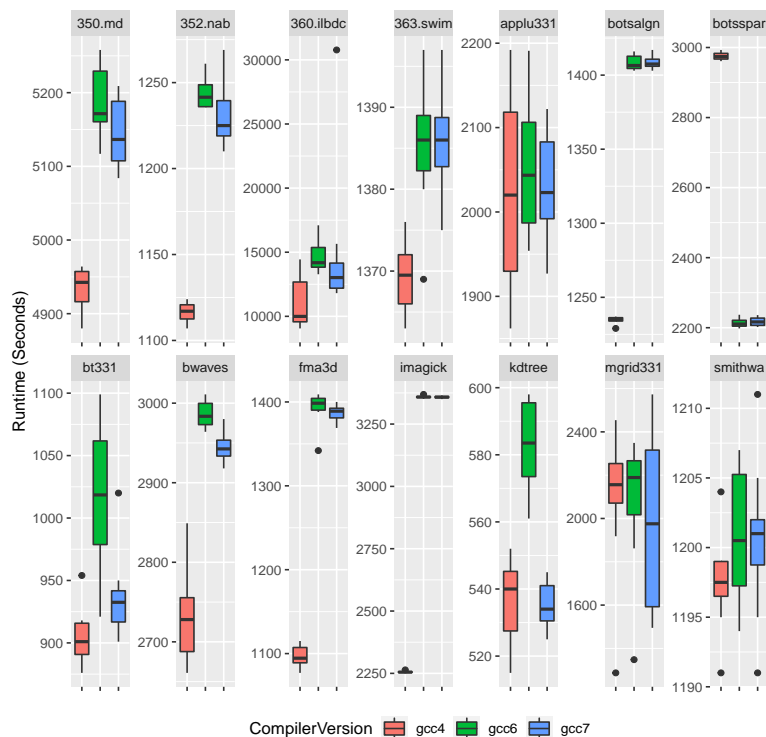 350.md 352.nab 360.ilbdc 363.swim applu331 botsalgn botsspar
5200 5100 5000 4900
1250 1200 1150 1100
30000 25000 20000 15000 10000
1390 1380 1370
2200 2100 2000 1900
1400 1350 1300 1250
3000 2800 2600 2400 2200
Runtime (Seconds)
bt331 bwaves fma3d imagick kdtree mgrid331 smithwa
1100 1050 1000 950 900
3000 2900 2800 2700
1400 1300 1200 1100
3250 3000 2750 2500 2250
600 580 560 540 520
2400 2000 1600
1210 1205 1200 1195 1190
CompilerVersion gcc4 gcc6 gcc7